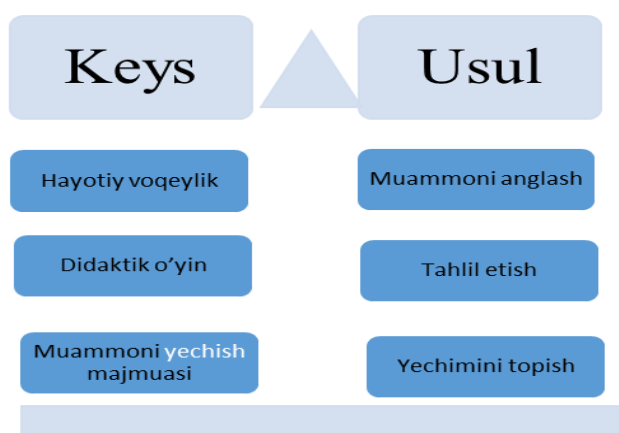 Keys
Usul
Hayotiy voqeylik
Muammoni anglash
Didaktik o’yin
Tahlil etish
Muammoni yechish
majmuasi
Yechimini topish